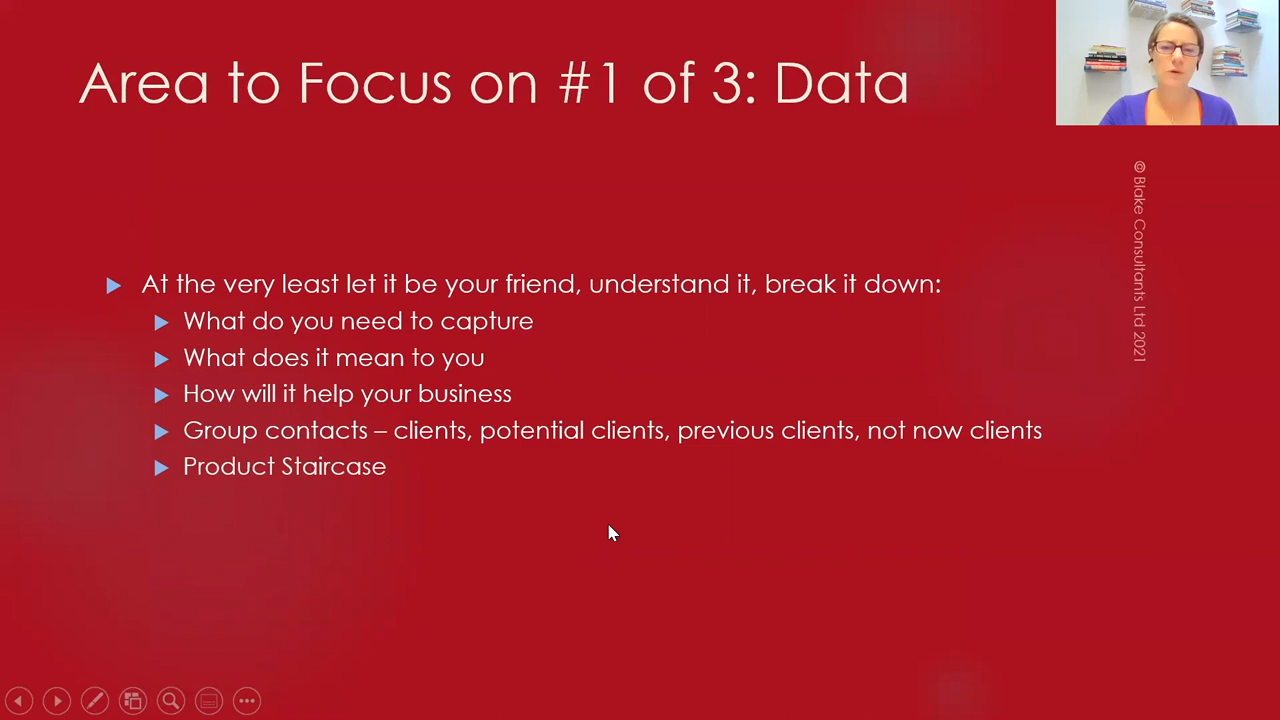 Area to Focus on #1 of 3: Data
At the very least let it be your friend, understand it, break it down:
What do you need to capture
What does it mean to you
How will it help your business
Group contacts – clients, potential clients, previous clients, not now clients
Product Staircase
© Blake Consultants Ltd 2021